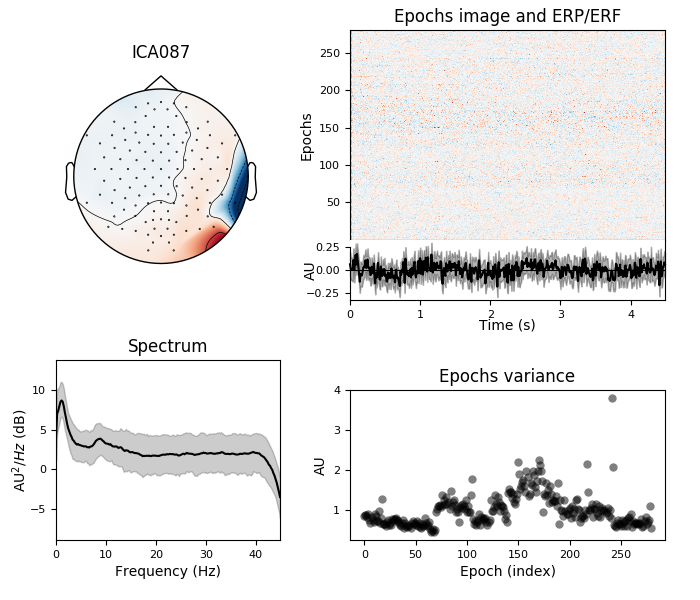 ICA087
Epochs image and ERP/ERF
Epochs
250
200
150
100
50
AU
0.25
0.00
−0.25
0
1
2
3
4
Time (s)
Spectrum
AU²/Hz (dB)
10
5
0
−5
0
10
20
30
40
Frequency (Hz)
Epochs variance
AU
4
3
2
1
0
50
100
150
200
250
Epoch (index)